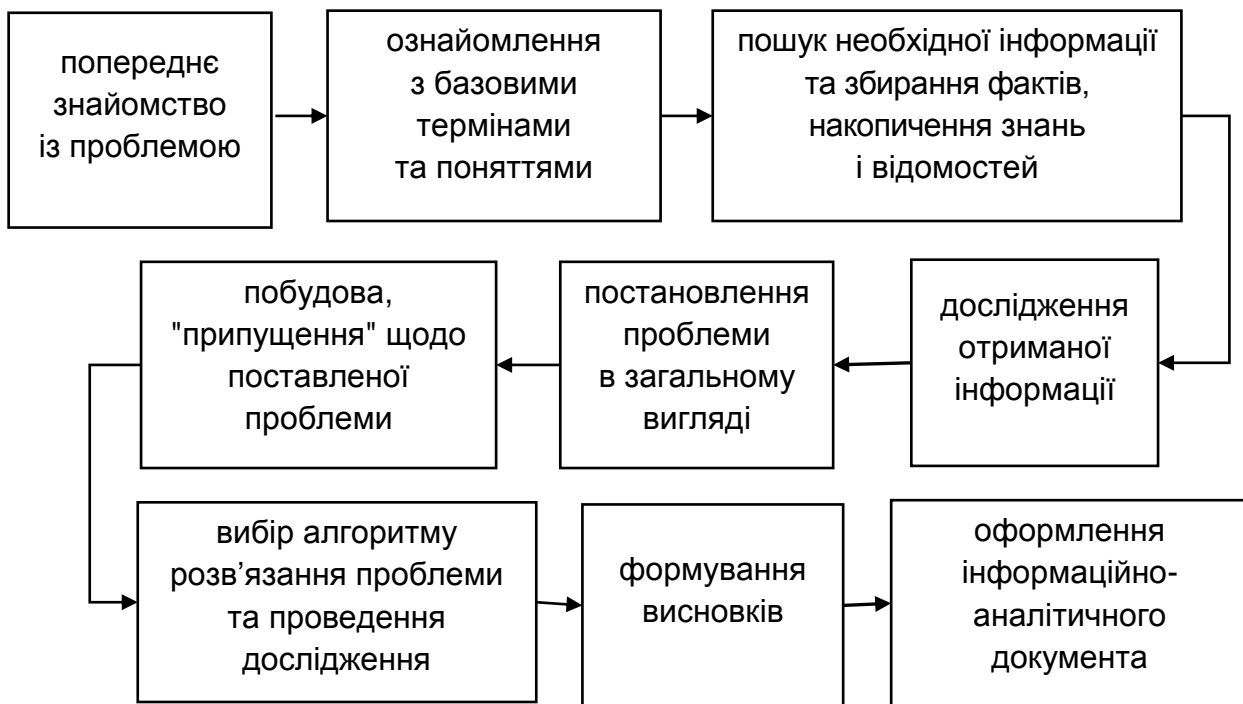 попереднє
знайомство
із проблемою
ознайомлення
з базовими
термінами
та поняттями
пошук необхідної інформації
та збирання фактів,
накопичення знань
і відомостей
дослідження
отриманої
інформації
постановлення
проблеми
в загальному
вигляді
побудова,
"припущення" щодо
поставленої
проблеми
вибір алгоритму
розв’язання проблеми
та проведення
дослідження
формування
висновків
оформлення
інформаційно-
аналітичного
документа